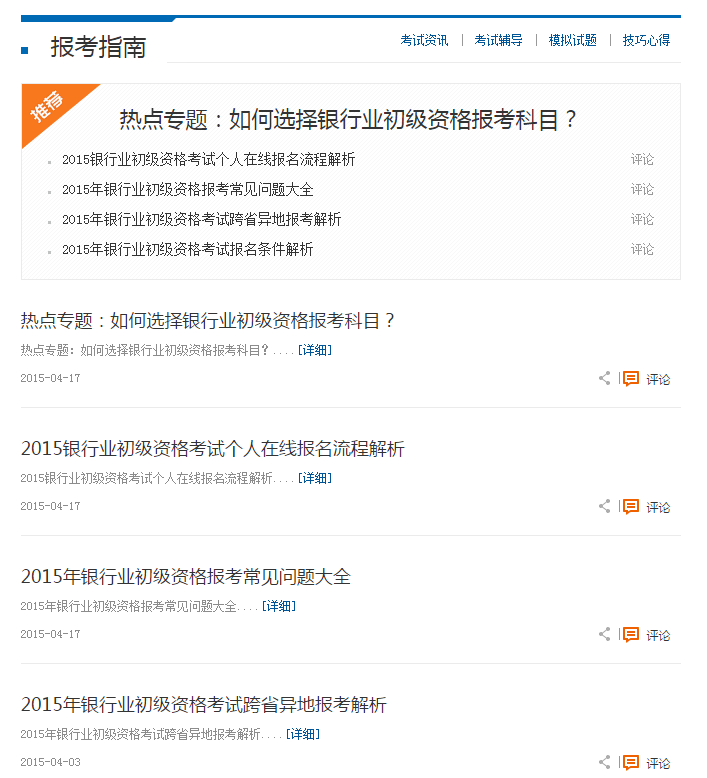 报考指南
考试资讯 | 考试辅导 | 模拟试题 | 技巧心得
推荐
热点专题：如何选择银行业初级资格报考科目？
2015银行业初级资格考试个人在线报名流程解析 评论
2015年银行业初级资格报考常见问题大全 评论
2015年银行业初级资格考试跨省异地报考解析 评论
2015年银行业初级资格考试报名条件解析 评论
热点专题：如何选择银行业初级资格报考科目？
热点专题：如何选择银行业初级资格报考科目？....[详细]
2015-04-17 评论
2015银行业初级资格考试个人在线报名流程解析
2015银行业初级资格考试个人在线报名流程解析....[详细]
2015-04-17 评论
2015年银行业初级资格报考常见问题大全
2015年银行业初级资格报考常见问题大全....[详细]
2015-04-17 评论
2015年银行业初级资格考试跨省异地报考解析
2015年银行业初级资格考试跨省异地报考解析....[详细]
2015-04-03 评论